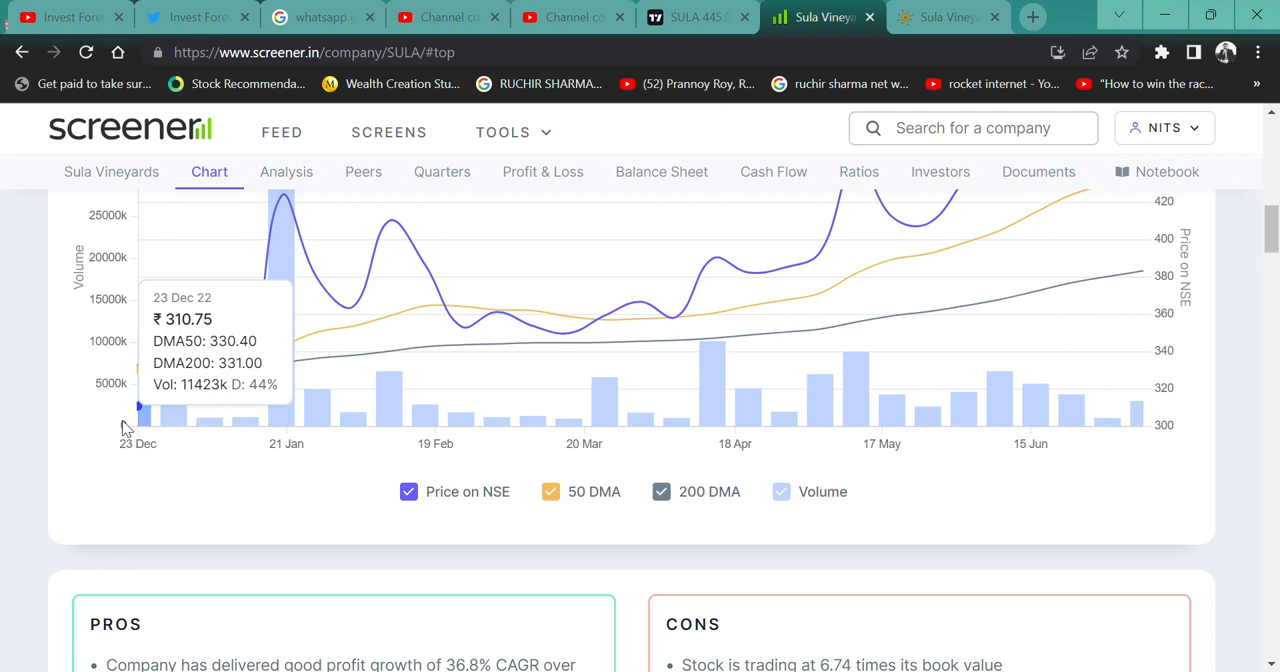 Invest Forev
Invest Forev
whatsapp g
Channel co
Channel co
SULA 445.0
Sula Vineya
Sula Vineya
https://www.screener.in/company/SULA/#top
Get paid to take sur...
Stock Recommenda...
Wealth Creation Stu...
RUCHIR SHARMA...
(52) Prannoy Roy, R...
ruchir sharma net w...
rocket internet - Yo...
"How to win the rac...
»
screener
FEED
SCREENS
TOOLS
Search for a company
NITS
Sula Vineyards
Chart
Analysis
Peers
Quarters
Profit & Loss
Balance Sheet
Cash Flow
Ratios
Investors
Documents
Notebook
25000k
20000k
15000k
10000k
5000k
Volume
23 Dec 22
₹ 310.75
DMA50: 330.40
DMA200: 331.00
Vol: 11423k D: 44%
420
400
380
360
340
320
300
Price on NSE
23 Dec
21 Jan
19 Feb
20 Mar
18 Apr
17 May
15 Jun
Price on NSE
50 DMA
200 DMA
Volume
PROS
• Company has delivered good profit growth of 36.8% CAGR over
CONS
• Stock is trading at 6.74 times its book value